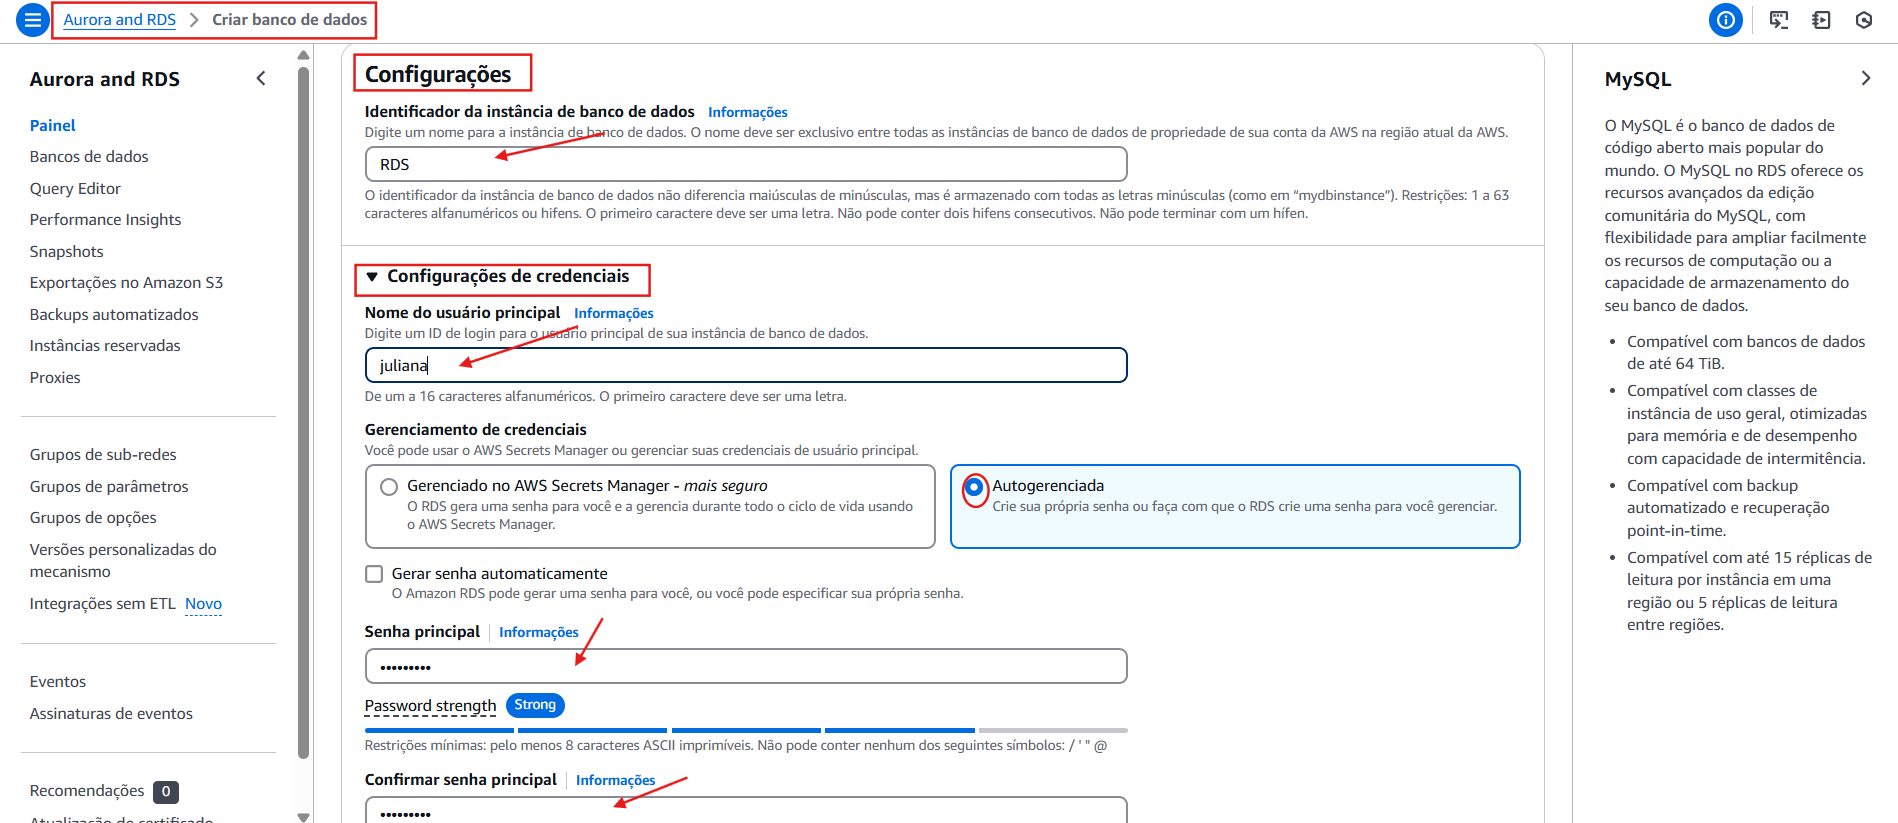 Aurora and RDS > Criar banco de dados
Aurora and RDS
Painel
Bancos de dados
Query Editor
Performance Insights
Snapshots
Exportações no Amazon S3
Backups automatizados
Instâncias reservadas
Proxies
Grupos de sub-redes
Grupos de parâmetros
Grupos de opções
Versões personalizadas do
mecanismo
Integrações sem ETL Novo
Eventos
Assinaturas de eventos
Recomendações 0
Atualização de certificado
Configurações
Identificador da instância de banco de dados Informações
Digite um nome para a instância de banco de dados. O nome deve ser exclusivo entre todas as instâncias de banco de dados de propriedade de sua conta da AWS na região atual da AWS.
RDS
O identificador da instância de banco de dados não diferencia maiúsculas de minúsculas, mas é armazenado com todas as letras minúsculas (como em “mydbinstance”). Restrições: 1 a 63
caracteres alfanuméricos ou hifens. O primeiro caractere deve ser uma letra. Não pode conter dois hifens consecutivos. Não pode terminar com um hífen.
Configurações de credenciais
Nome do usuário principal Informações
Digite um ID de login para o usuário principal de sua instância de banco de dados.
juliana
De um a 16 caracteres alfanuméricos. O primeiro caractere deve ser uma letra.
Gerenciamento de credenciais
Você pode usar o AWS Secrets Manager ou gerenciar suas credenciais de usuário principal.
Gerenciado no AWS Secrets Manager - mais seguro
O RDS gera uma senha para você e a gerencia durante todo o ciclo de vida usando
o AWS Secrets Manager.
Autogerenciada
Crie sua própria senha ou faça com que o RDS crie uma senha para você gerenciar.
Gerar senha automaticamente
O Amazon RDS pode gerar uma senha para você, ou você pode especificar sua própria senha.
Senha principal Informações
•••••••••
Password strength Strong
Restrições mínimas: pelo menos 8 caracteres ASCII imprimíveis. Não pode conter nenhum dos seguintes símbolos: / ' " @
Confirmar senha principal Informações
•••••••••
MySQL
O MySQL é o banco de dados de
código aberto mais popular do
mundo. O MySQL no RDS oferece os
recursos avançados da edição
comunitária do MySQL, com
flexibilidade para ampliar facilmente
os recursos de computação ou a
capacidade de armazenamento do
seu banco de dados.
• Compatível com bancos de dados
de até 64 TiB.
• Compatível com classes de
instância de uso geral, otimizadas
para memória e de desempenho
com capacidade de intermitência.
• Compatível com backup
automatizado e recuperação
point-in-time.
• Compatível com até 15 réplicas de
leitura por instância em uma
região ou 5 réplicas de leitura
entre regiões.